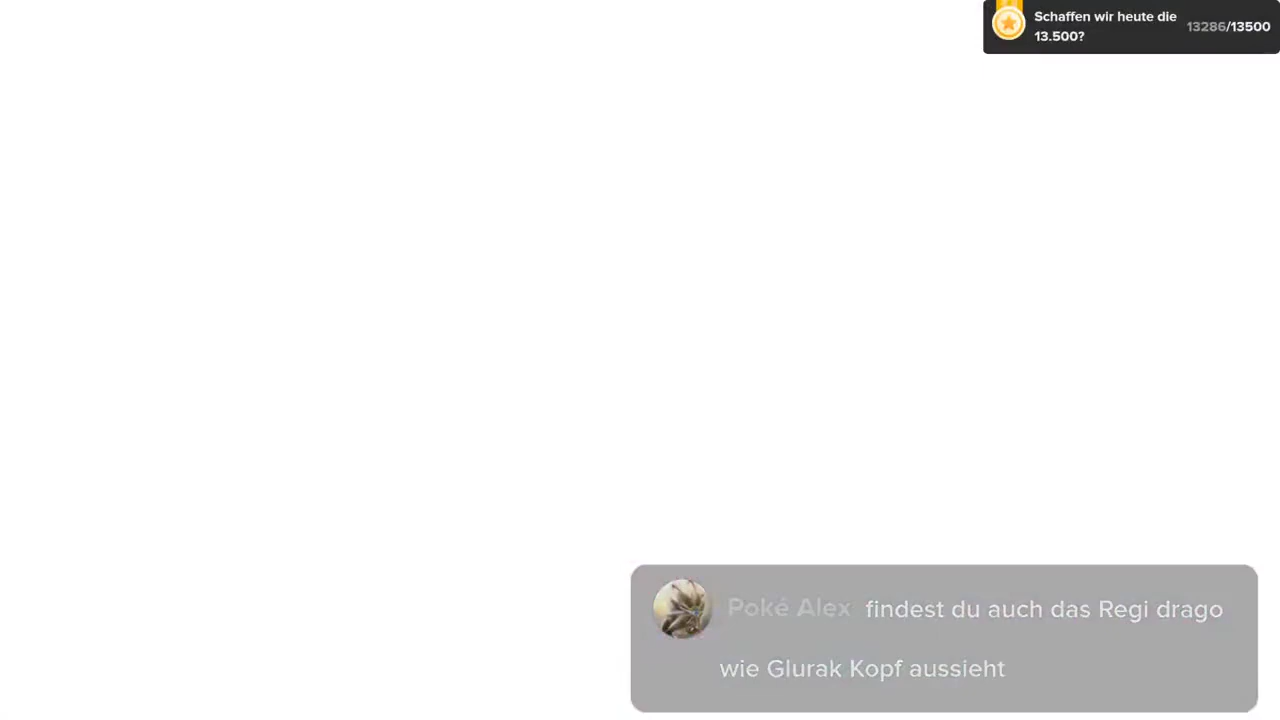 Schaffen wir heute die
13.500?
13286/13500
Poké Alex findest du auch das Regi drago
wie Glurak Kopf aussieht